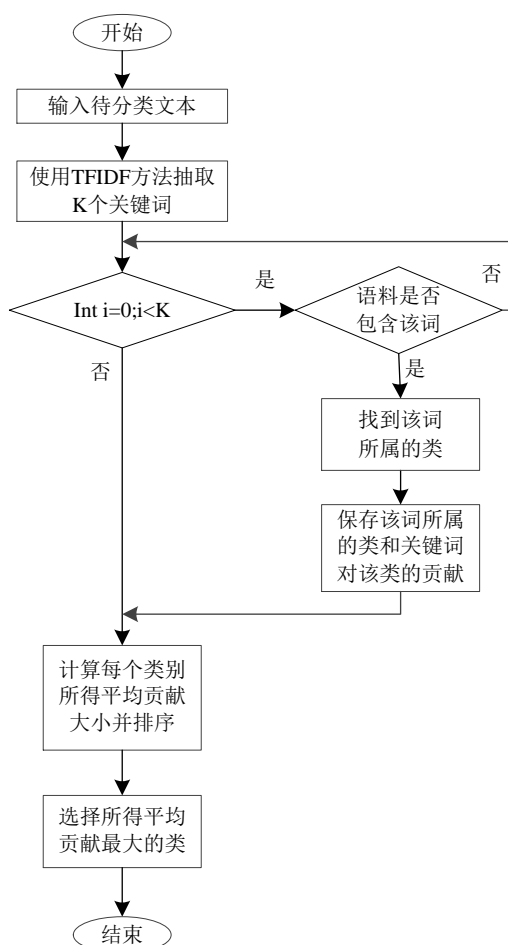 开始
输入待分类文本
使用TFIDF方法抽取
K个关键词
Int i=0;i<K
是
语料是否
包含该词
否
否
是
找到该词
所属的类
保存该词所属
的类和关键词
对该类的贡献
计算每个类别
所得平均贡献
大小并排序
选择所得平均
贡献最大的类
结束